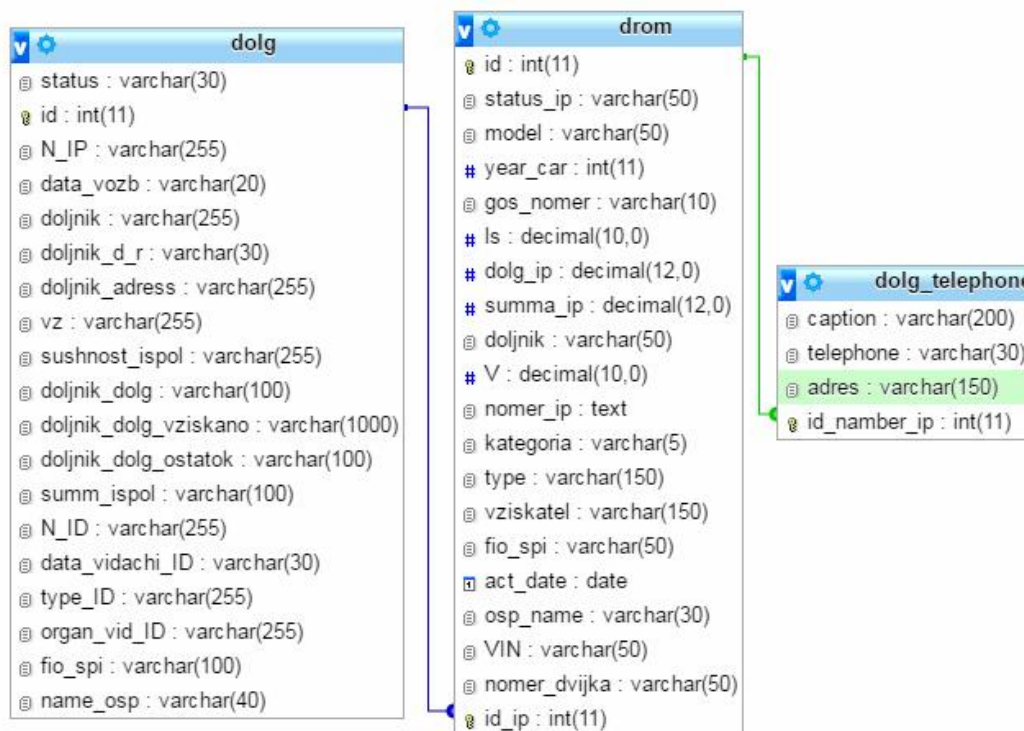 dolg
status : varchar(30)
id : int(11)
N_IP : varchar(255)
data_vozb : varchar(20)
doljnik : varchar(255)
doljnik_d_r : varchar(30)
doljnik_adress : varchar(255)
vz : varchar(255)
sushnost_ispol : varchar(255)
doljnik_dolg : varchar(100)
doljnik_dolg_vziskano : varchar(1000)
doljnik_dolg_ostatok : varchar(100)
summ_ispol : varchar(100)
N_ID : varchar(255)
data_vidachi_ID : varchar(30)
type_ID : varchar(255)
organ_vid_ID : varchar(255)
fio_spi : varchar(100)
name_osp : varchar(40)
drom
id : int(11)
status_ip : varchar(50)
model : varchar(50)
# year_car : int(11)
gos_nomer : varchar(10)
# ls : decimal(10,0)
# dolg_ip : decimal(12,0)
# summa_ip : decimal(12,0)
doljnik : varchar(50)
# V : decimal(10,0)
nomer_ip : text
kategoria : varchar(5)
type : varchar(150)
vziskatel : varchar(150)
fio_spi : varchar(50)
act_date : date
osp_name : varchar(30)
VIN : varchar(50)
nomer_dvijka : varchar(50)
id_ip : int(11)
dolg_telephone
caption : varchar(200)
telephone : varchar(30)
adres : varchar(150)
id_namber_ip : int(11)